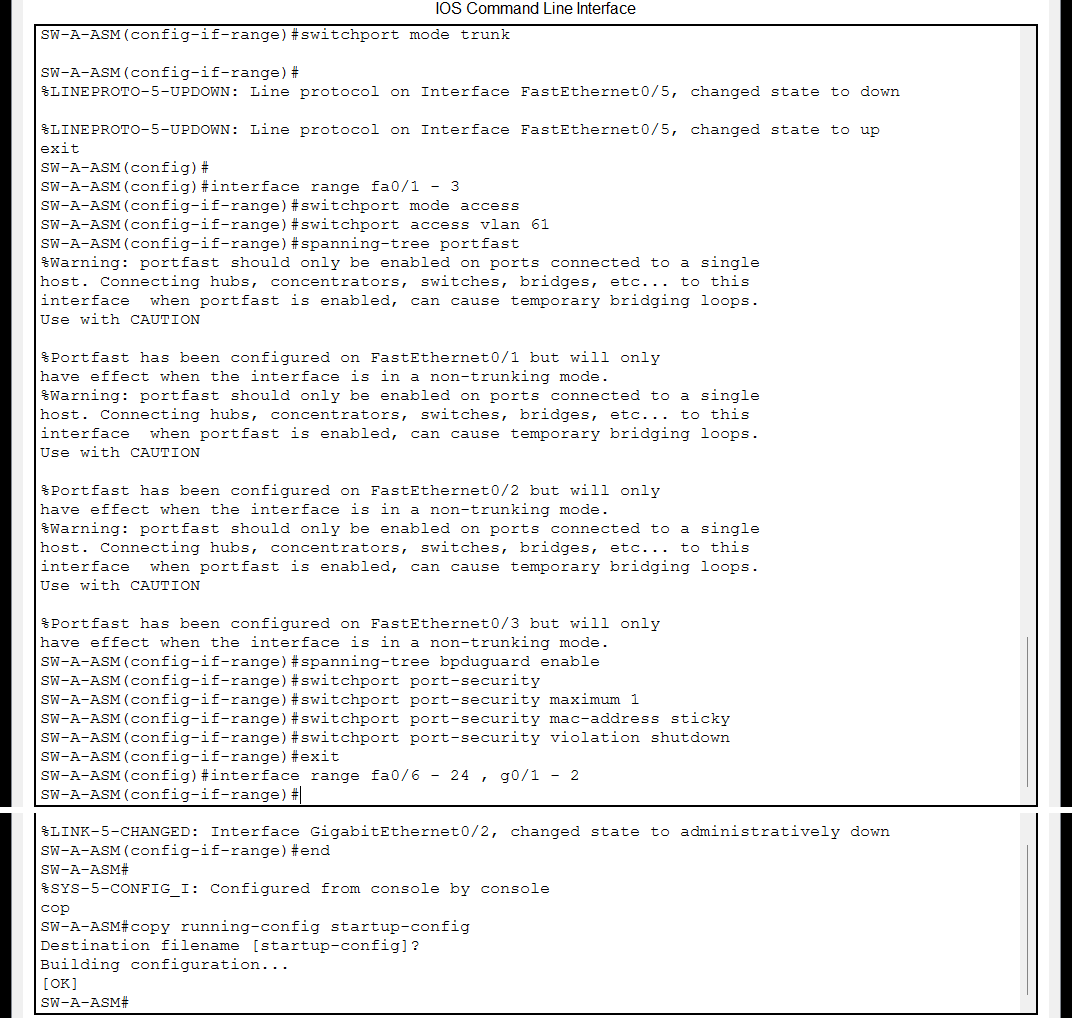 IOS Command Line Interface
SW-A-ASM(config-if-range)#switchport mode trunk
SW-A-ASM(config-if-range)#
%LINEPROTO-5-UPDOWN: Line protocol on Interface FastEthernet0/5, changed state to down
%LINEPROTO-5-UPDOWN: Line protocol on Interface FastEthernet0/5, changed state to up
exit
SW-A-ASM(config)#
SW-A-ASM(config)#interface range fa0/1 - 3
SW-A-ASM(config-if-range)#switchport mode access
SW-A-ASM(config-if-range)#switchport access vlan 61
SW-A-ASM(config-if-range)#spanning-tree portfast
%Warning: portfast should only be enabled on ports connected to a single
host. Connecting hubs, concentrators, switches, bridges, etc... to this
interface  when portfast is enabled, can cause temporary bridging loops.
Use with CAUTION
%Portfast has been configured on FastEthernet0/1 but will only
have effect when the interface is in a non-trunking mode.
%Warning: portfast should only be enabled on ports connected to a single
host. Connecting hubs, concentrators, switches, bridges, etc... to this
interface  when portfast is enabled, can cause temporary bridging loops.
Use with CAUTION
%Portfast has been configured on FastEthernet0/2 but will only
have effect when the interface is in a non-trunking mode.
%Warning: portfast should only be enabled on ports connected to a single
host. Connecting hubs, concentrators, switches, bridges, etc... to this
interface  when portfast is enabled, can cause temporary bridging loops.
Use with CAUTION
%Portfast has been configured on FastEthernet0/3 but will only
have effect when the interface is in a non-trunking mode.
SW-A-ASM(config-if-range)#spanning-tree bpduguard enable
SW-A-ASM(config-if-range)#switchport port-security
SW-A-ASM(config-if-range)#switchport port-security maximum 1
SW-A-ASM(config-if-range)#switchport port-security mac-address sticky
SW-A-ASM(config-if-range)#switchport port-security violation shutdown
SW-A-ASM(config-if-range)#exit
SW-A-ASM(config)#interface range fa0/6 - 24 , g0/1 - 2
SW-A-ASM(config-if-range)#
%LINK-5-CHANGED: Interface GigabitEthernet0/2, changed state to administratively down
SW-A-ASM(config-if-range)#end
SW-A-ASM#
%SYS-5-CONFIG_I: Configured from console by console
cop
SW-A-ASM#copy running-config startup-config
Destination filename [startup-config]?
Building configuration...
[OK]
SW-A-ASM#